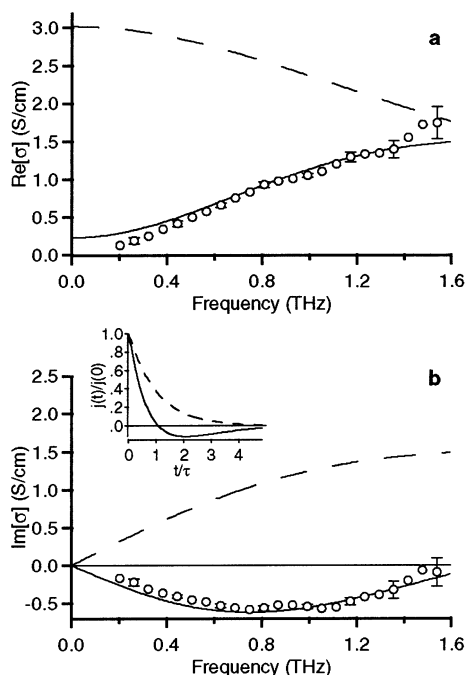 a
3.0
2.5
2.0
1.5
1.0
0.5
0.0
Re[σ] (S/cm)
0.0 0.4 0.8 1.2 1.6
Frequency (THz)
b
1.0
.8
.6
.4
.2
.0
j(t)/j(0)
0 1 2 3 4
t/τ
2.5
2.0
1.5
1.0
0.5
0.0
-0.5
Im[σ] (S/cm)
0.0 0.4 0.8 1.2 1.6
Frequency (THz)